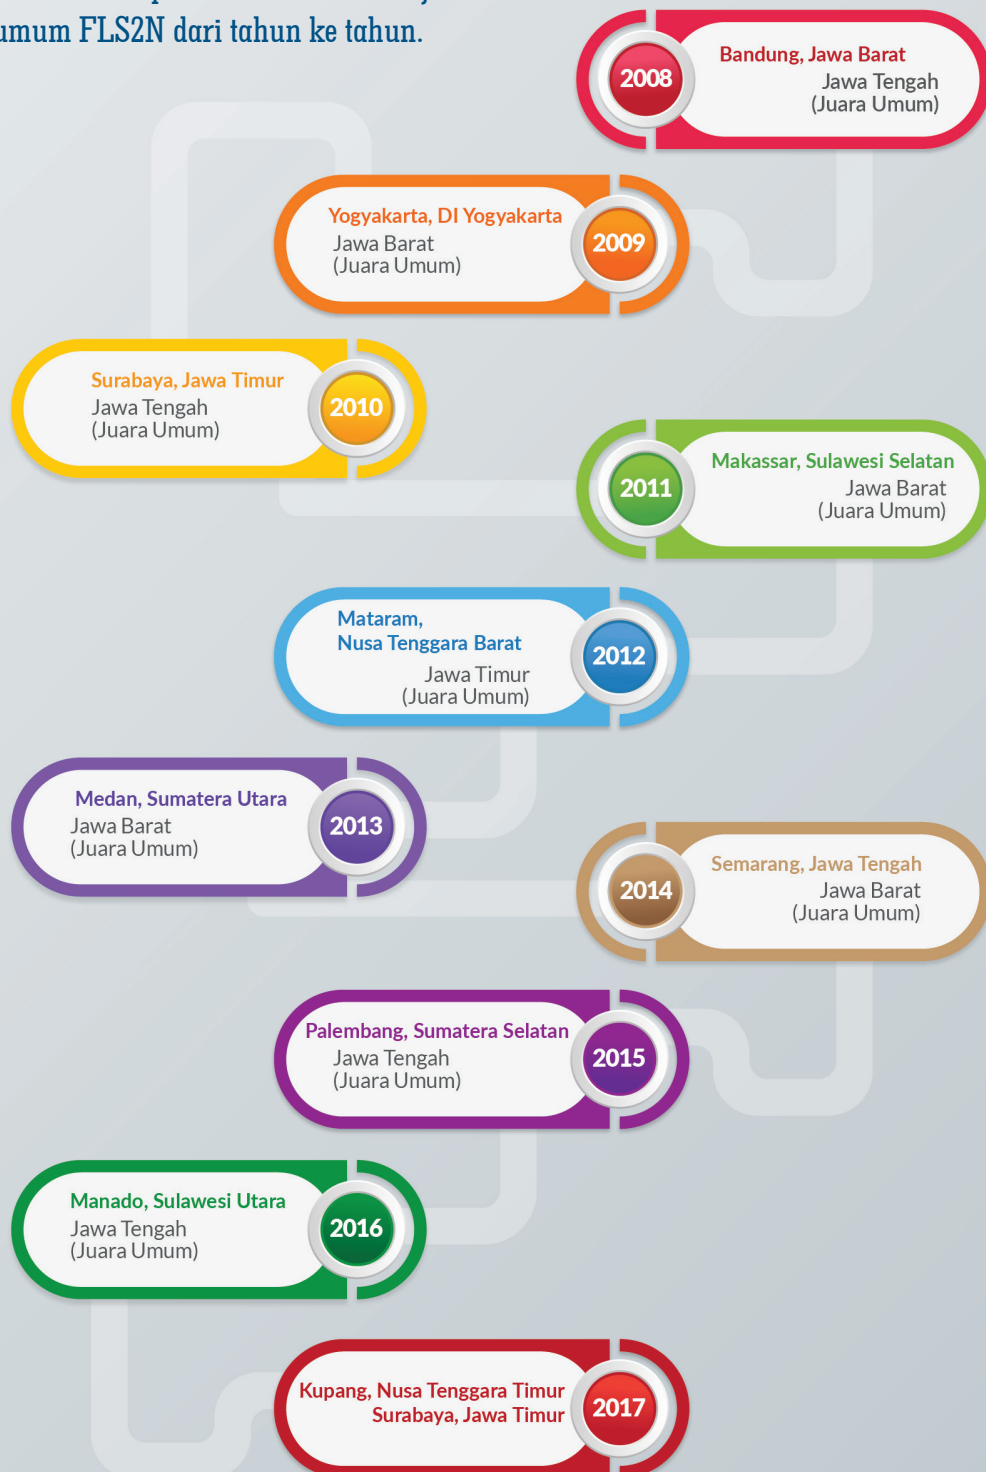 umum FLS2N dari tahun ke tahun.
2008
Bandung, Jawa Barat
Jawa Tengah
(Juara Umum)
Yogyakarta, DI Yogyakarta
Jawa Barat
(Juara Umum)
2009
Surabaya, Jawa Timur
Jawa Tengah
(Juara Umum)
2010
2011
Makassar, Sulawesi Selatan
Jawa Barat
(Juara Umum)
Mataram,
Nusa Tenggara Barat
Jawa Timur
(Juara Umum)
2012
Medan, Sumatera Utara
Jawa Barat
(Juara Umum)
2013
2014
Semarang, Jawa Tengah
Jawa Barat
(Juara Umum)
Palembang, Sumatera Selatan
Jawa Tengah
(Juara Umum)
2015
Manado, Sulawesi Utara
Jawa Tengah
(Juara Umum)
2016
Kupang, Nusa Tenggara Timur
Surabaya, Jawa Timur
2017